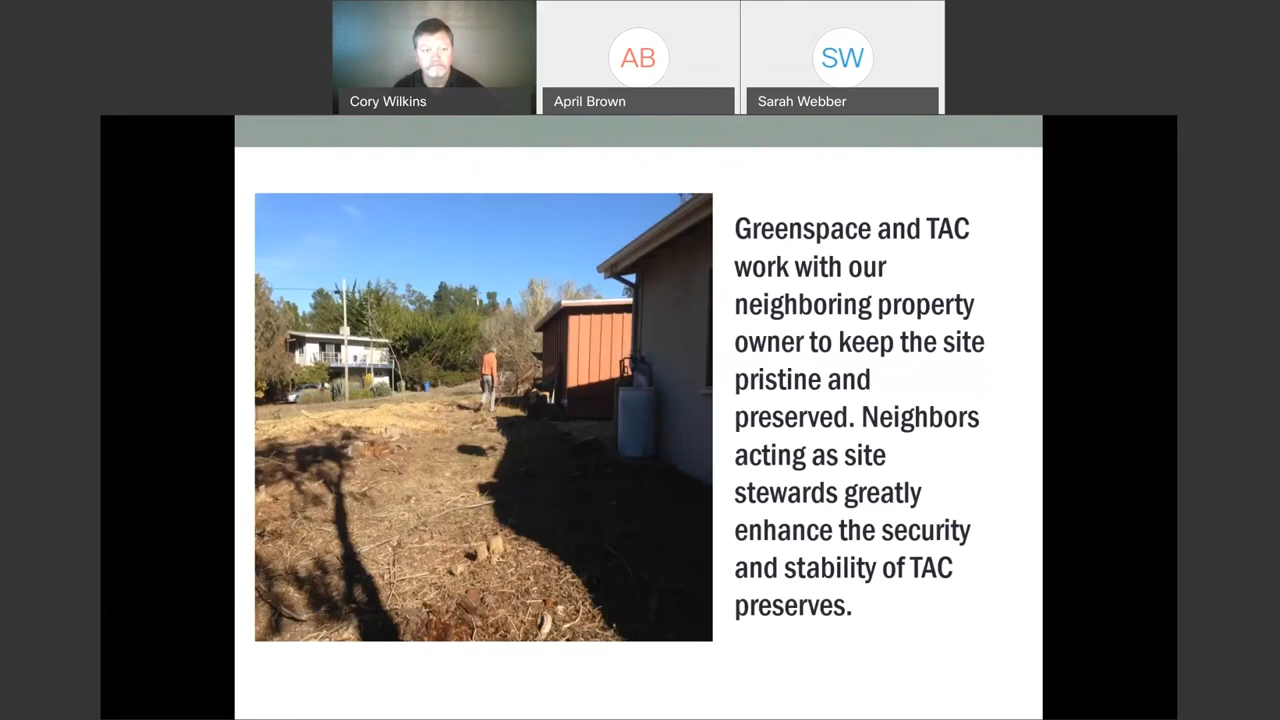 AB
SW
Cory Wilkins
April Brown
Sarah Webber
Greenspace and TAC
work with our
neighboring property
owner to keep the site
pristine and
preserved. Neighbors
acting as site
stewards greatly
enhance the security
and stability of TAC
preserves.